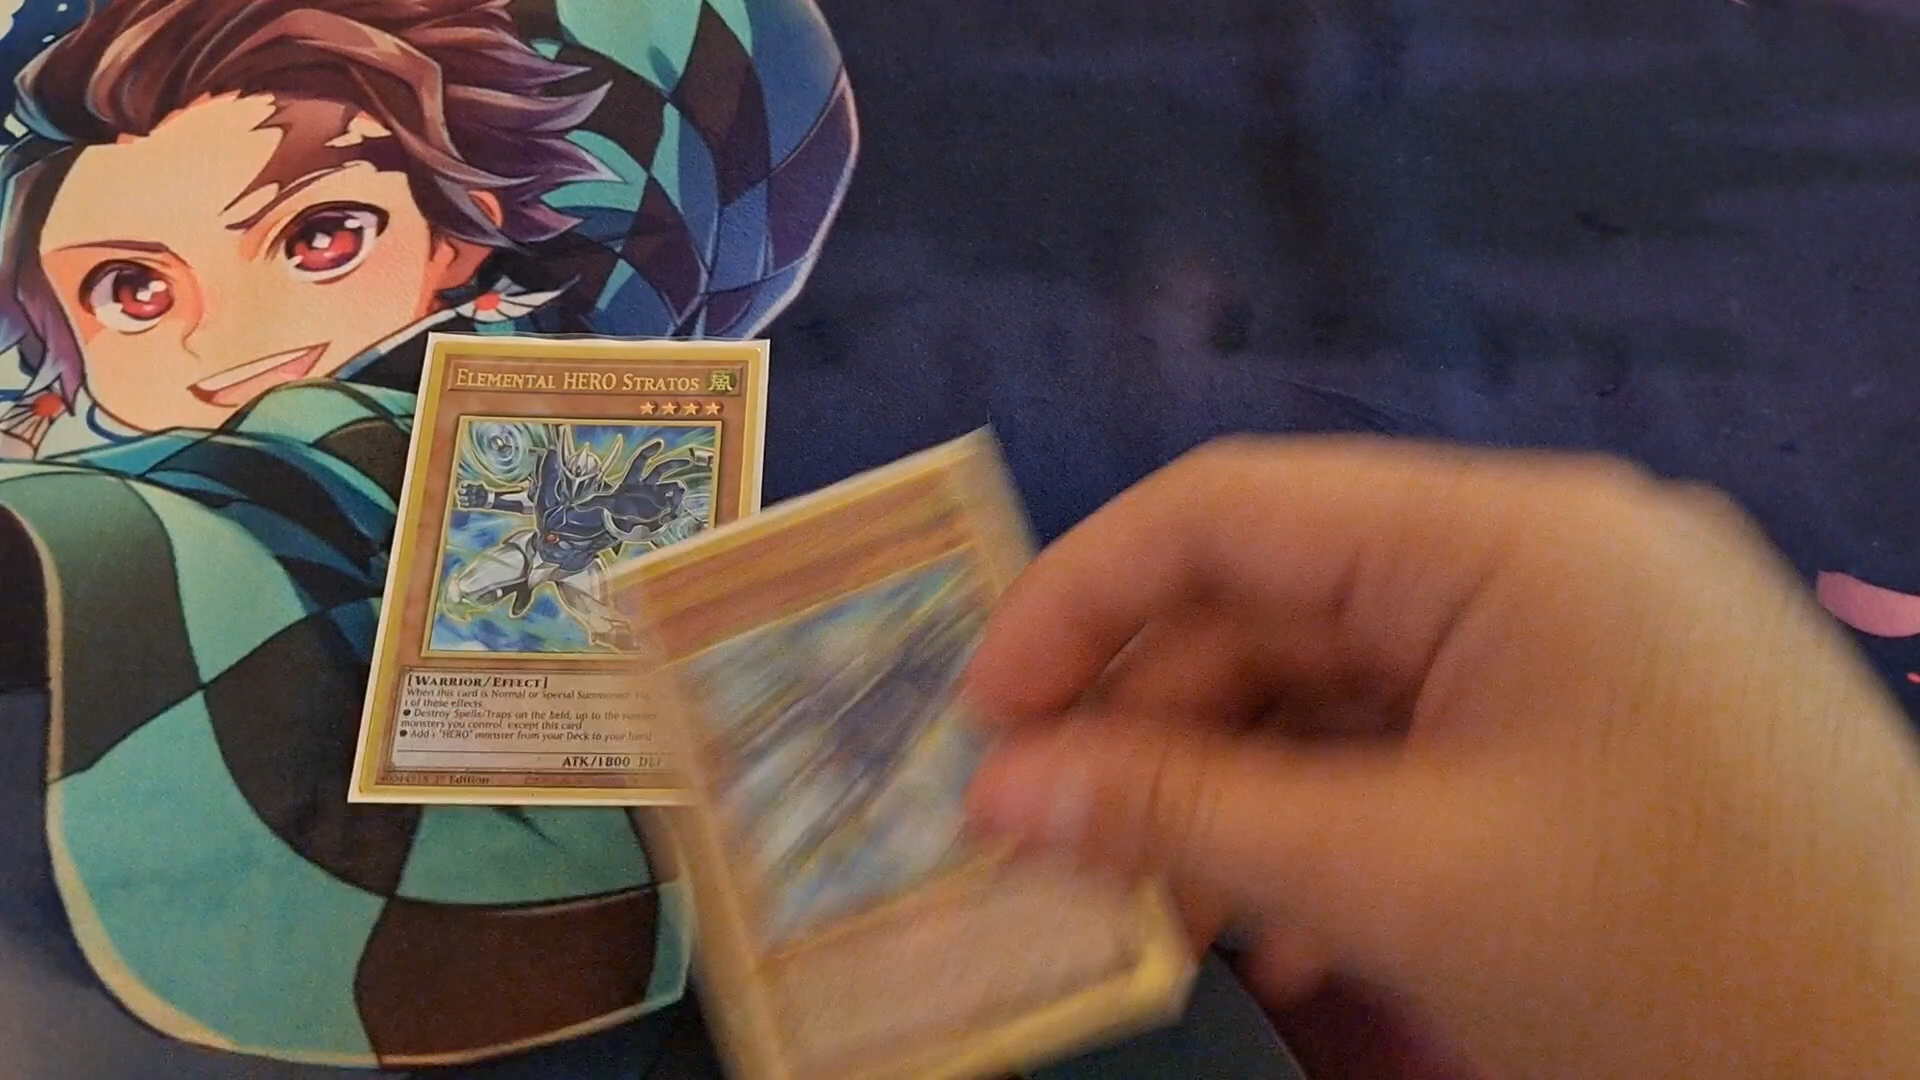 ELEMENTAL HERO STRATOS 風
[WARRIOR/EFFECT]
When this card is Normal or Special Summoned:
1 of these effects.
● Destroy Spells/Traps on the field, up to the number
monsters you control, except this card.
● Add 1 "HERO" monster from your Deck to your hand.
ATK/1800 DEF
1st Edition